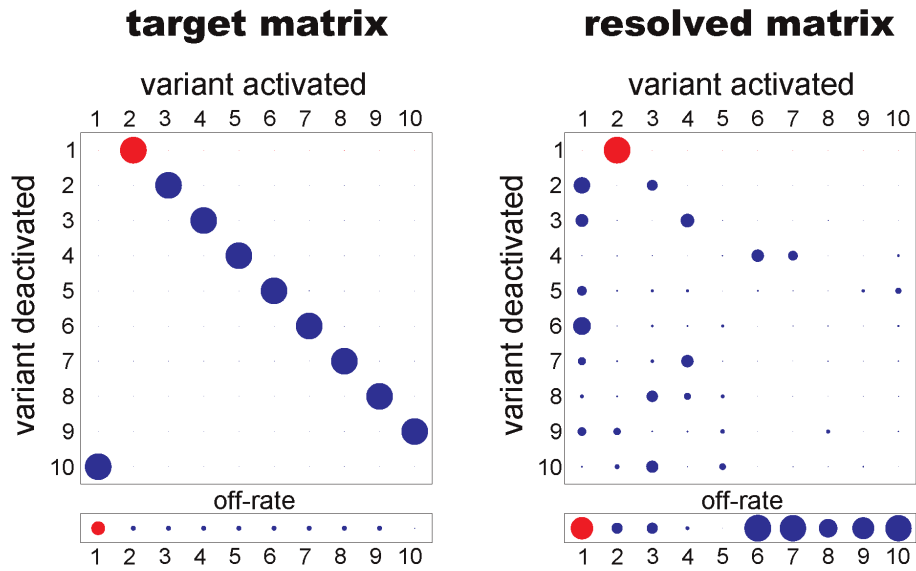 target matrix
variant activated
1 2 3 4 5 6 7 8 9 10
variant deactivated
1
2
3
4
5
6
7
8
9
10
off-rate
1 2 3 4 5 6 7 8 9 10
resolved matrix
variant activated
1 2 3 4 5 6 7 8 9 10
variant deactivated
1
2
3
4
5
6
7
8
9
10
off-rate
1 2 3 4 5 6 7 8 9 10